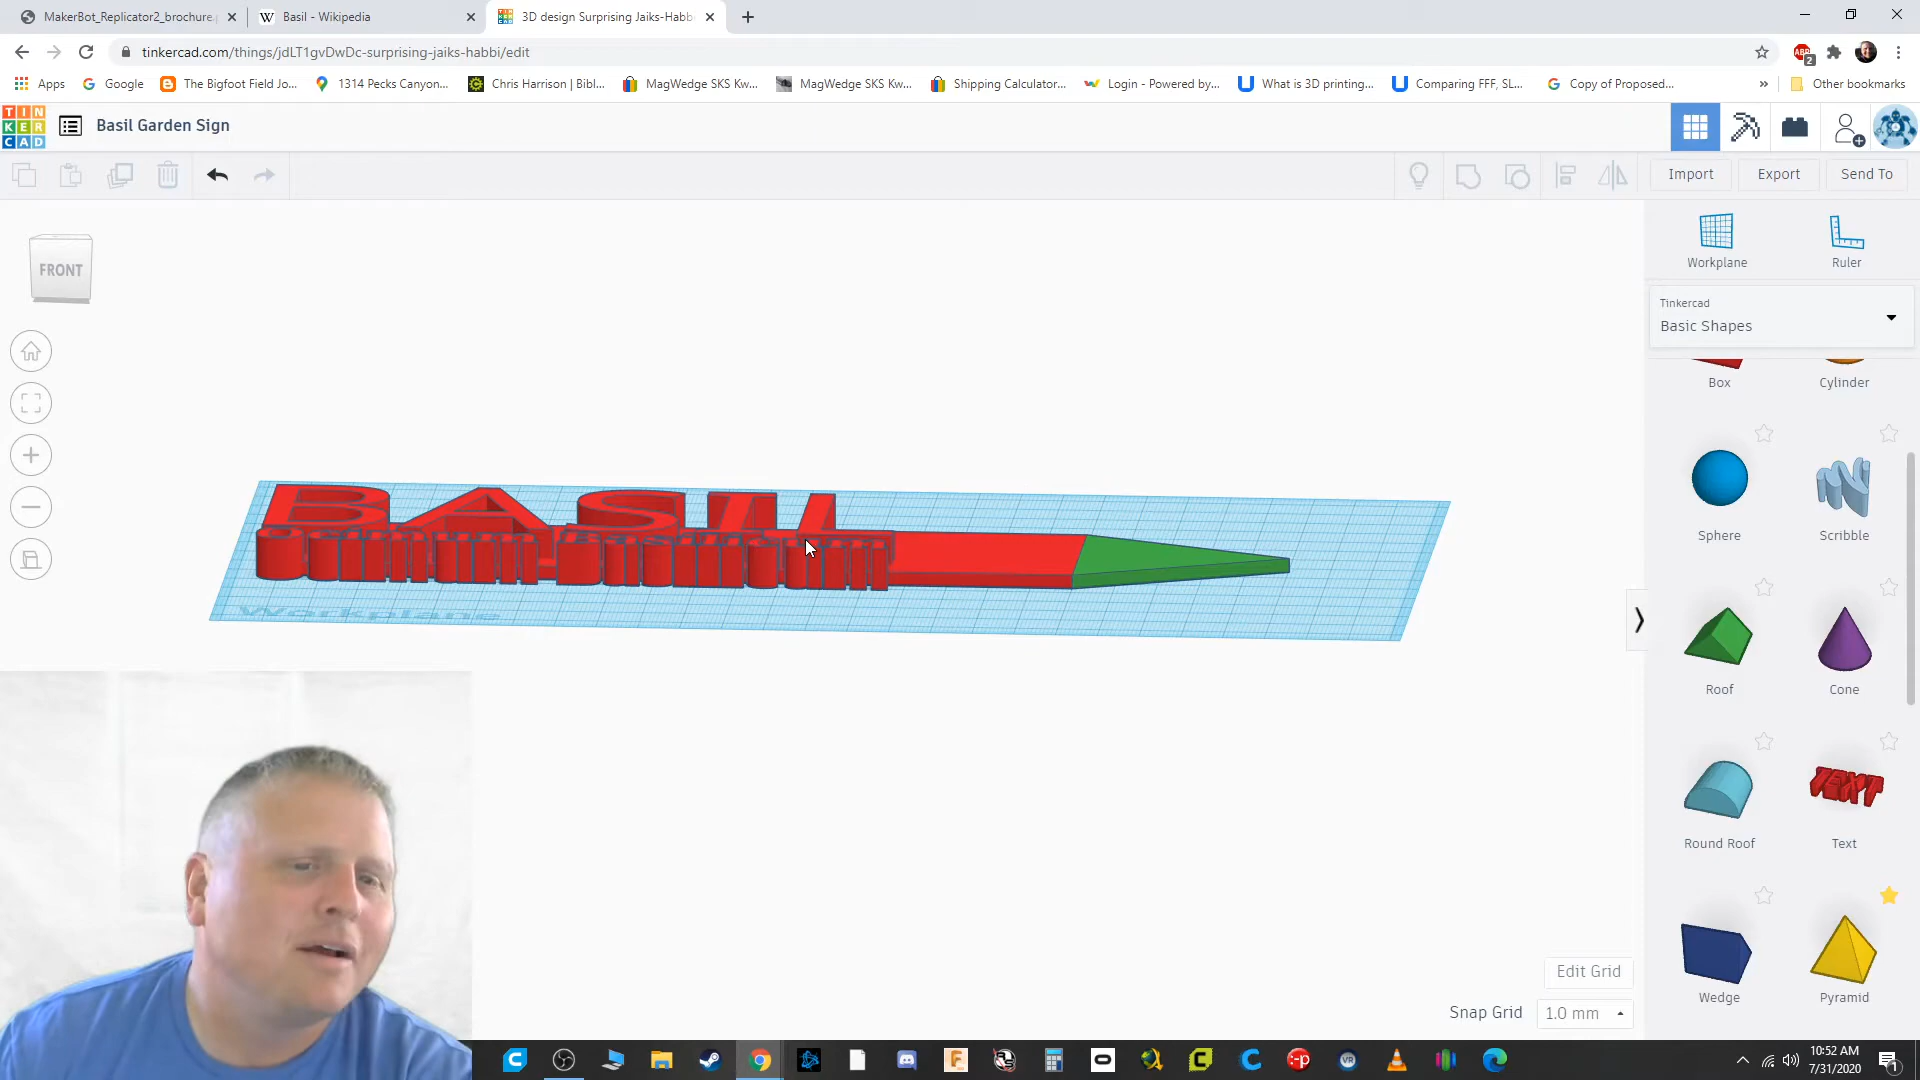 MakerBot_Replicator2_brochure.
Basil - Wikipedia
3D design Surprising Jaiks-Habb
tinkercad.com/things/jdLT1gvDwDc-surprising-jaiks-habbi/edit
Apps
Google
The Bigfoot Field Jo...
1314 Pecks Canyon...
Chris Harrison | Bibl...
MagWedge SKS Kw...
MagWedge SKS Kw...
Shipping Calculator...
Login - Powered by...
What is 3D printing...
Comparing FFF, SL...
Copy of Proposed...
Other bookmarks
TIN
KER
CAD
Basil Garden Sign
Import
Export
Send To
FRONT
Workplane
Ruler
Tinkercad
Basic Shapes
Box
Cylinder
Sphere
Scribble
Roof
Cone
Round Roof
TEXT
Text
Wedge
Pyramid
BASIL
Workplane
Edit Grid
Snap Grid
1.0 mm
10:52 AM
7/31/2020